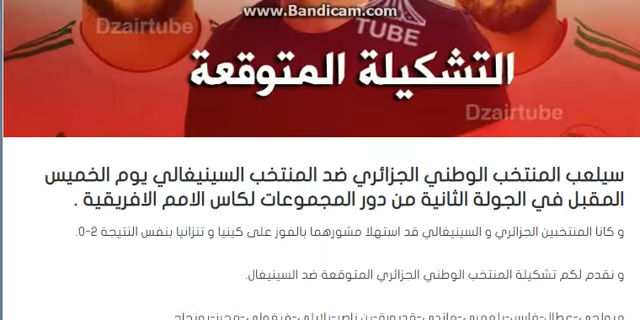 www.Bandicam.com
TUBE
Dzairtube
التشكيلة المتوقعة
Dzairtube
سيلعب المنتخب الوطني الجزائري ضد المنتخب السينيغالي يوم الخميس
المقبل في الجولة الثانية من دور المجموعات لكاس الامم الافريقية .
و كانا المنتخبين الجزائري و السينيغالي قد استهلا مشورهما بالفوز على كينيا و تنزانيا بنفس النتيجة 2-0.
و نقدم لكم تشكيلة المنتخب الوطني الجزائري المتوقعة ضد السينيغال.